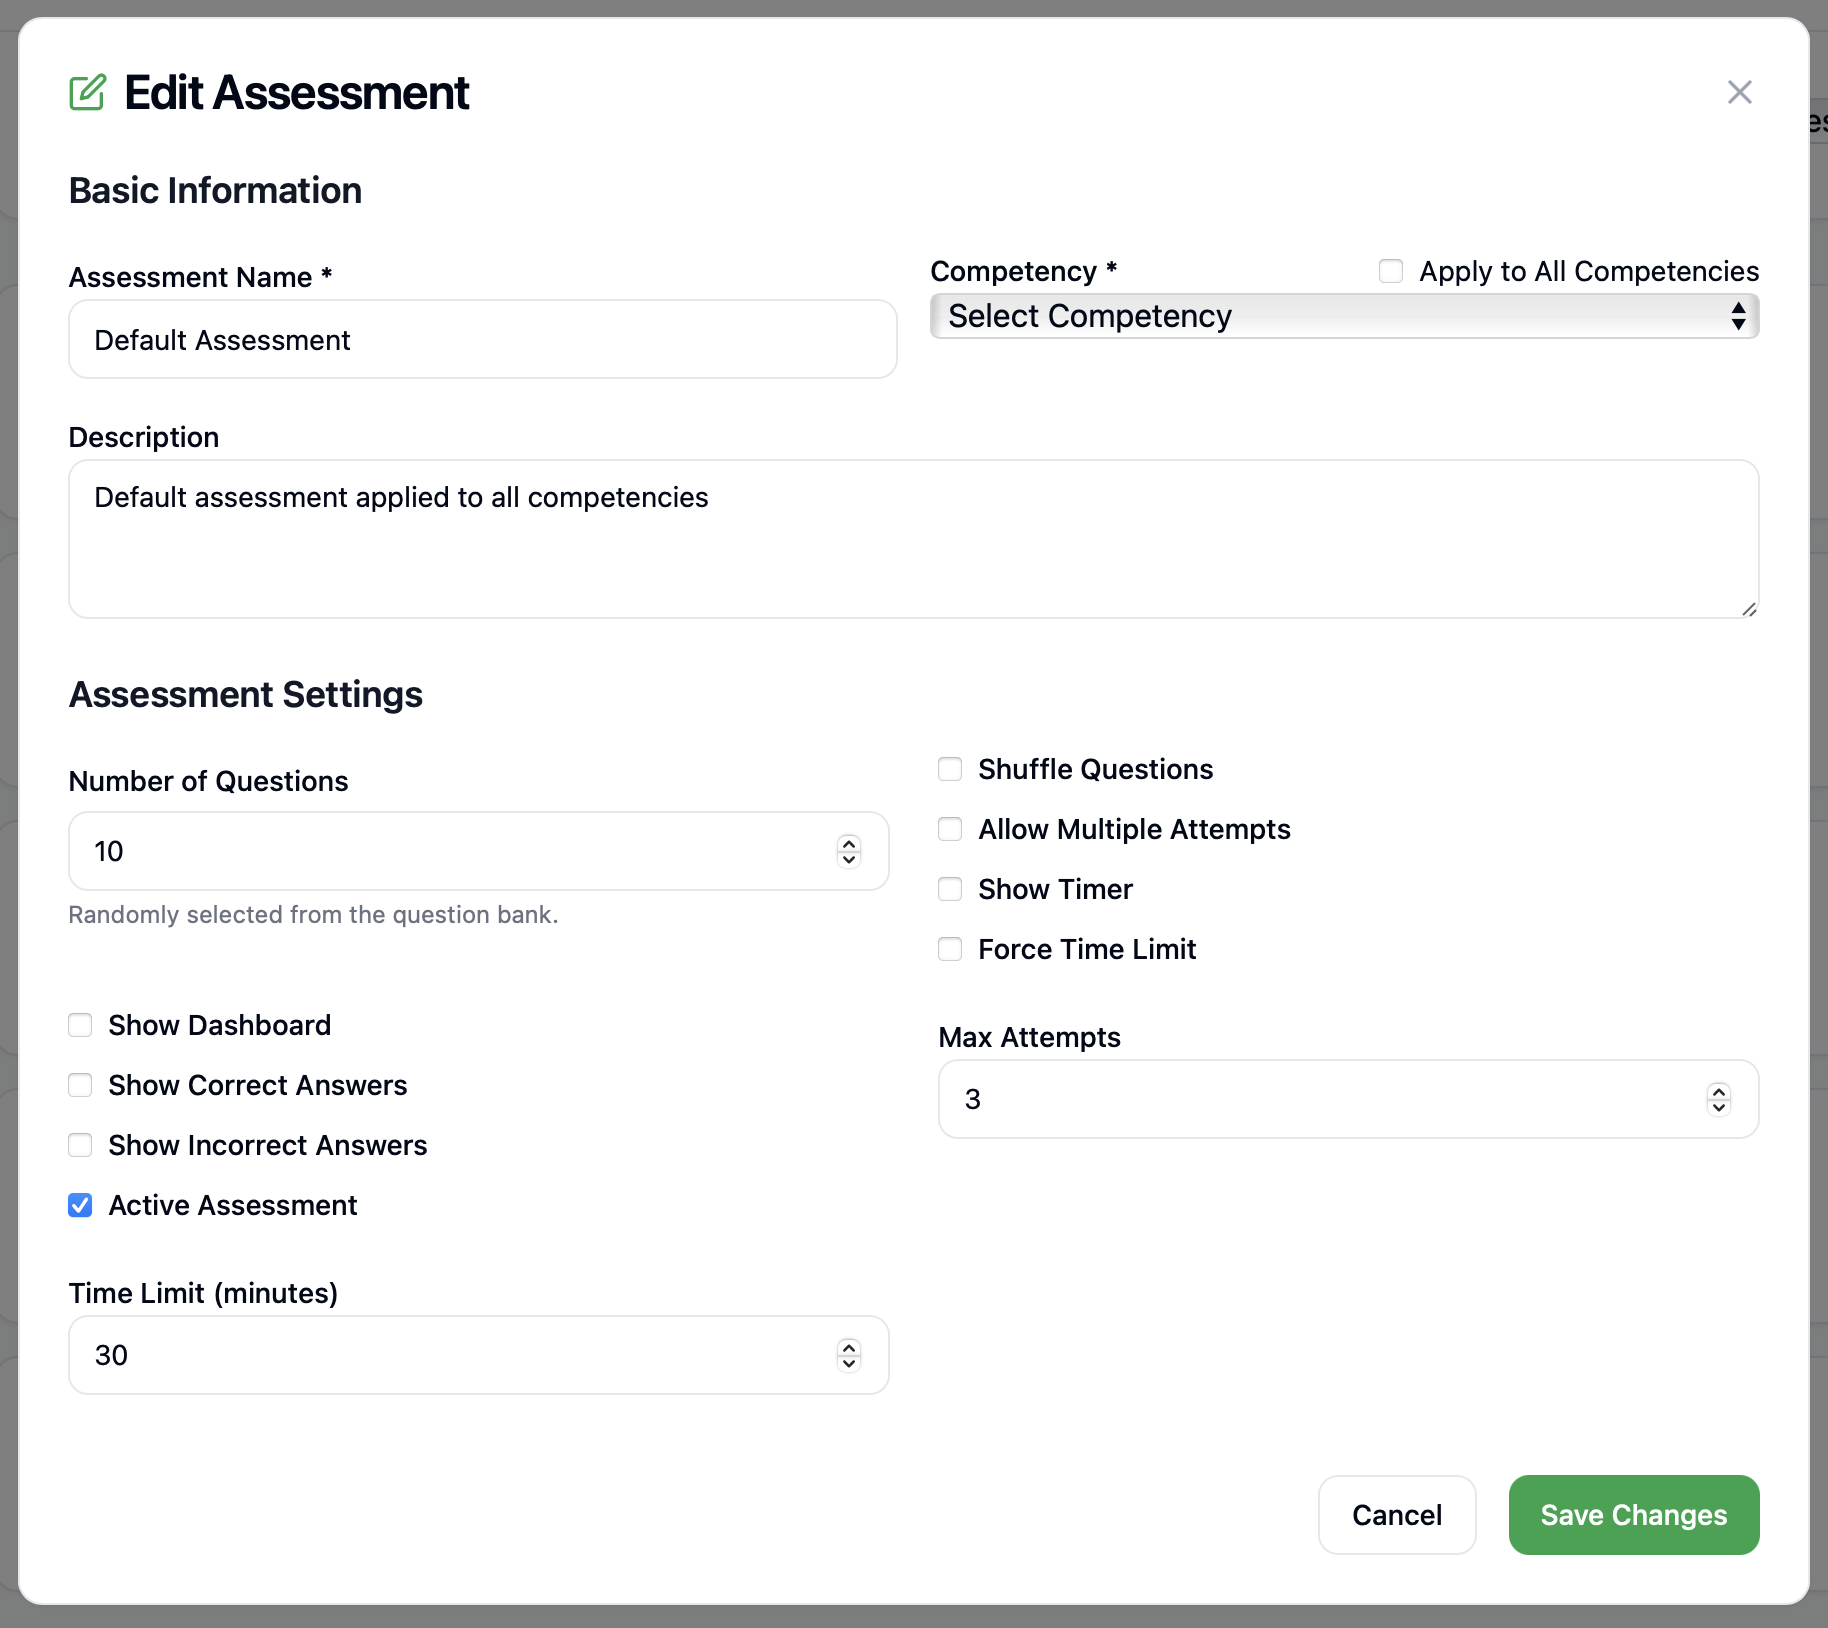 Edit Assessment
Basic Information
Assessment Name *
Default Assessment
Competency *
Apply to All Competencies
Select Competency
Description
Default assessment applied to all competencies
Assessment Settings
Number of Questions
10
Randomly selected from the question bank.
Shuffle Questions
Allow Multiple Attempts
Show Timer
Force Time Limit
Show Dashboard
Show Correct Answers
Show Incorrect Answers
Active Assessment
Max Attempts
3
Time Limit (minutes)
30
Cancel
Save Changes